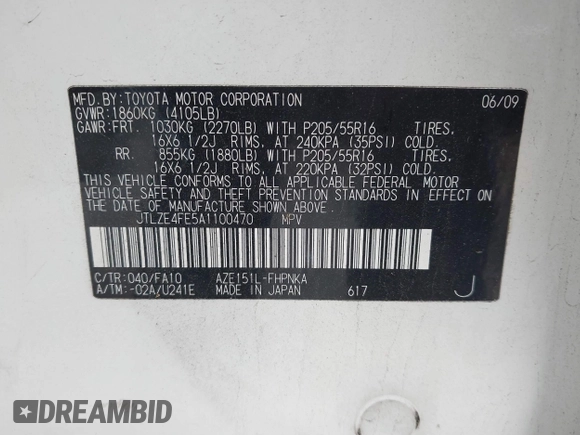 MFD.BY:TOYOTA MOTOR CORPORATION 06/09
GVWR:1860KG (4105LB)
GAWR:FRT. 1030KG (2270LB) WITH P205/55R16 TIRES,
16X6 1/2J RIMS, AT 240KPA (35PSI) COLD.
RR. 855KG (1880LB) WITH P205/55R16 TIRES,
16X6 1/2J RIMS, AT 220KPA (32PSI) COLD.
THIS VEHICLE CONFORMS TO ALL APPLICABLE FEDERAL MOTOR
VEHICLE SAFETY AND THEFT PREVENTION STANDARDS IN EFFECT ON
THE DATE OF MANUFACTURE SHOWN ABOVE.
JTLZE4FE5A1100470 MPV
C/TR:040/FA10 AZE151L-FHPNKA
A/TM:-02A/U241E MADE IN JAPAN 617 J
DREAMBID